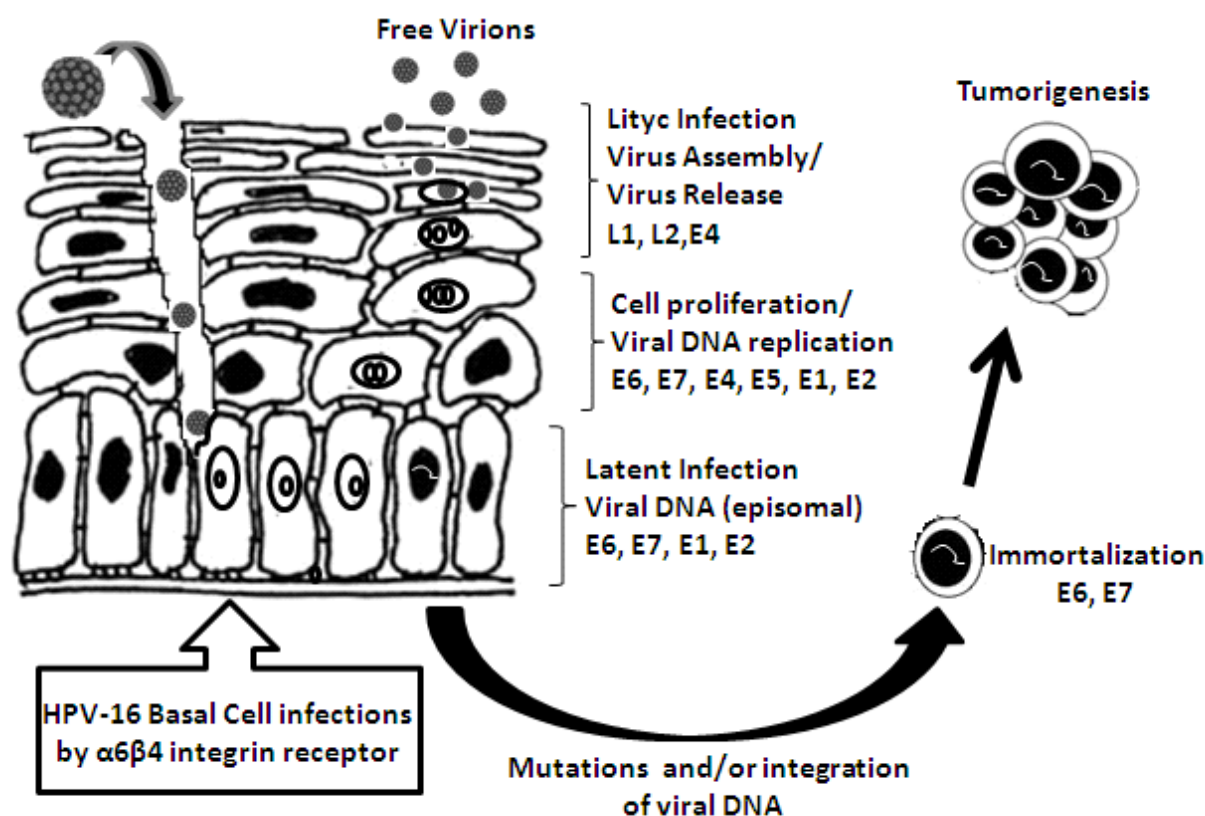 Free Virions
Lityc Infection
Virus Assembly/
Virus Release
L1, L2,E4
Cell proliferation/
Viral DNA replication
E6, E7, E4, E5, E1, E2
Latent Infection
Viral DNA (episomal)
E6, E7, E1, E2
HPV-16 Basal Cell infections
by α6β4 integrin receptor
Mutations and/or integration
of viral DNA
Immortalization
E6, E7
Tumorigenesis